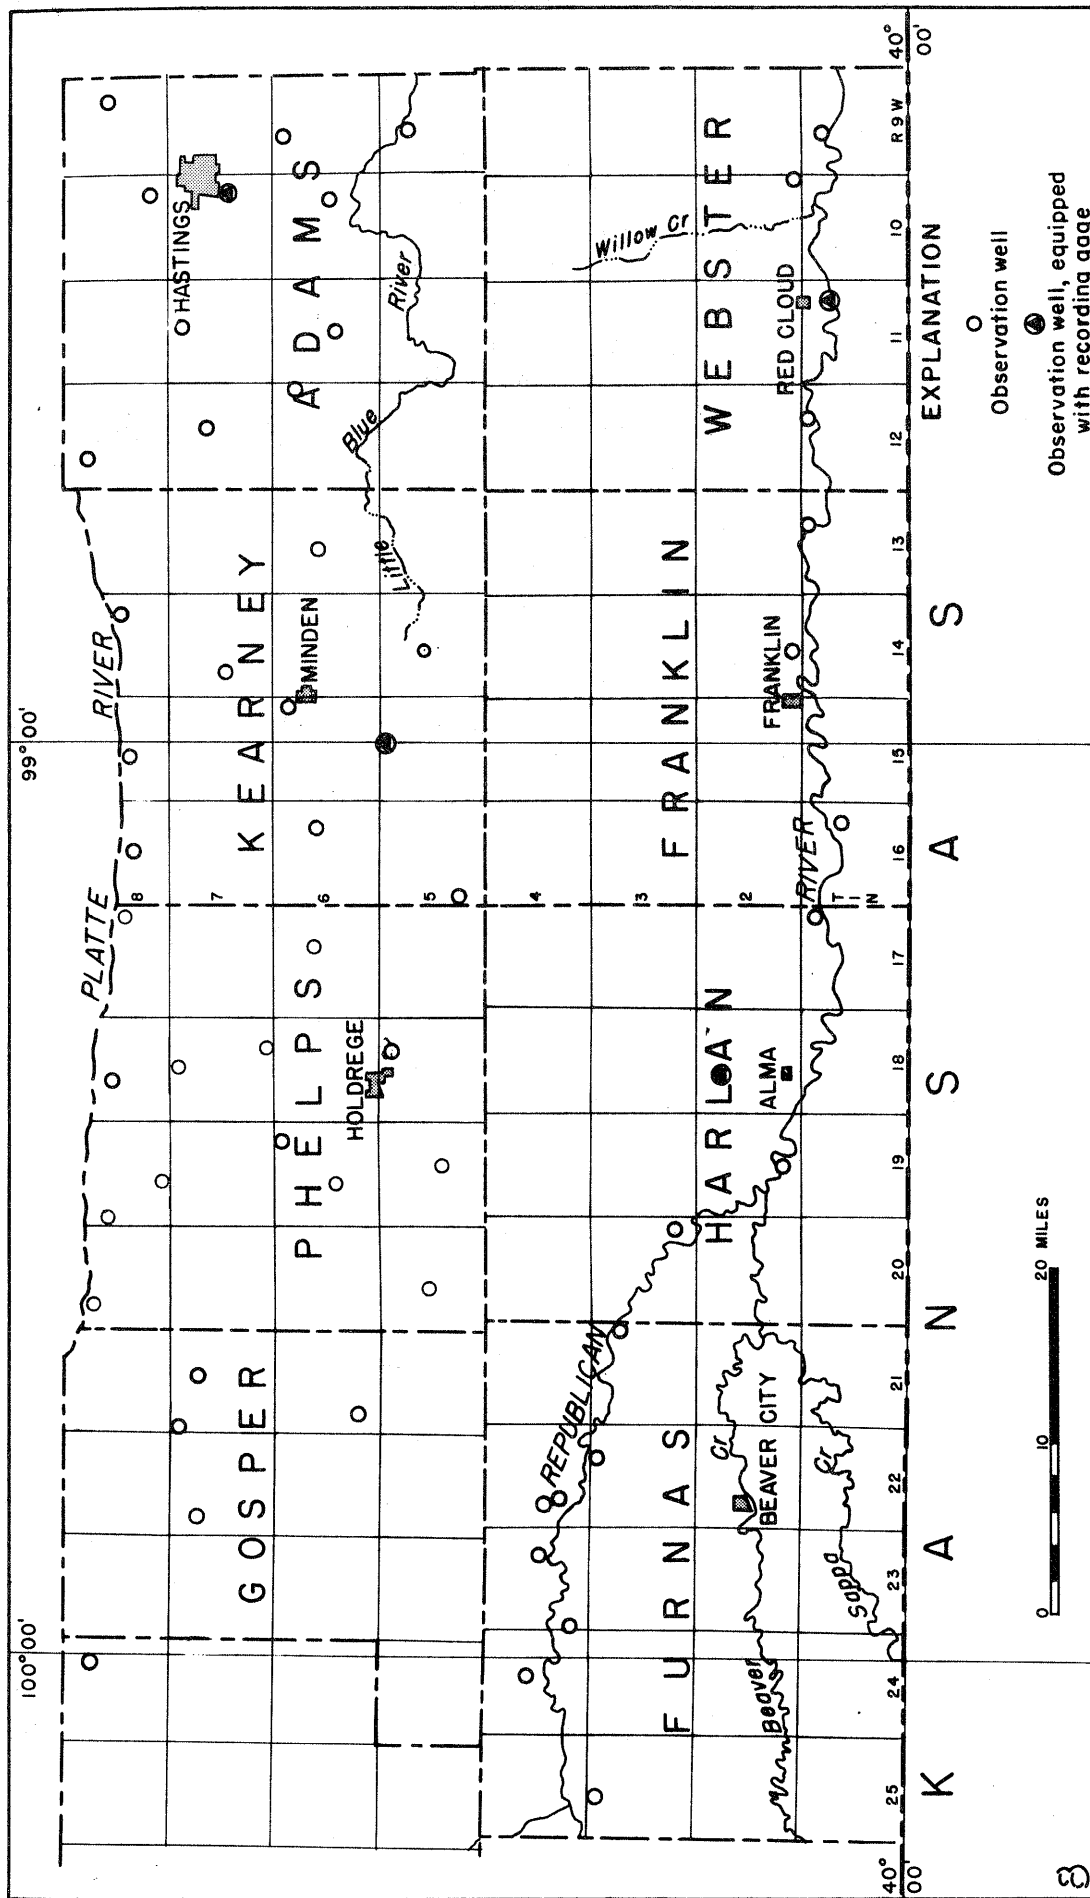 100°00'
99°00'
PLATTE RIVER
HASTINGS
GOSPER
PHELPS
KEARNEY
ADAMS
HOLDREGE
MINDEN
Little Blue River
8
7
6
5
4
3
2
T
1
N
REPUBLICAN RIVER
Willow Cr
FURNAS
HARLAN
FRANKLIN
WEBSTER
Beaver Cr
BEAVER CITY
ALMA
FRANKLIN
RED CLOUD
Sappa Cr
25 24 23 22 21 20 19 18 17 16 15 14 13 12 11 10 R9W
40°
00'
40°
00'
KANSAS
0 10 20 MILES
EXPLANATION
Observation well
Observation well, equipped
with recording gage
3